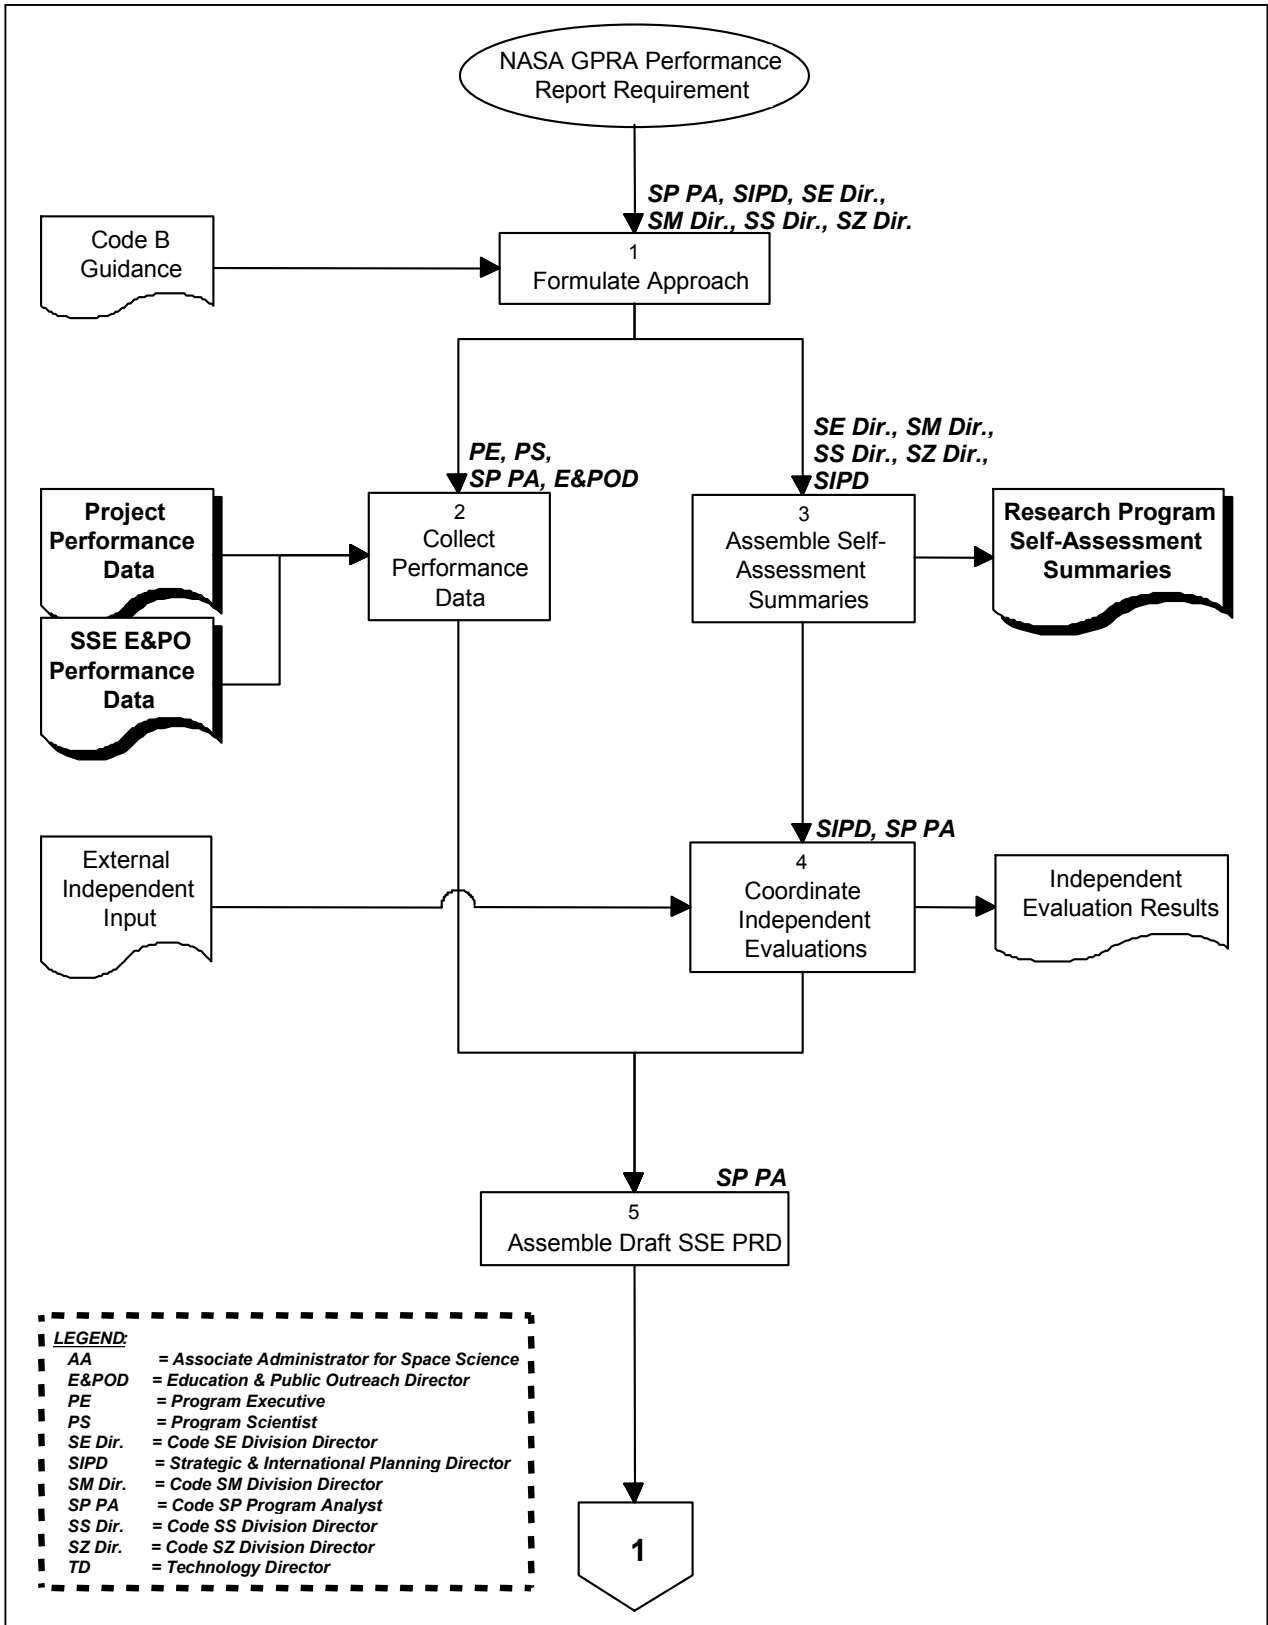 NASA GPRA Performance
Report Requirement
SP PA, SIPD, SE Dir.,
SM Dir., SS Dir., SZ Dir.
Code B
Guidance
1
Formulate Approach
PE, PS,
SP PA, E&POD
SE Dir., SM Dir.,
SS Dir., SZ Dir.,
SIPD
Project
Performance
Data
2
Collect
Performance
Data
3
Assemble Self-
Assessment
Summaries
Research Program
Self-Assessment
Summaries
SSE E&PO
Performance
Data
SIPD, SP PA
External
Independent
Input
4
Coordinate
Independent
Evaluations
Independent
Evaluation Results
SP PA
5
Assemble Draft SSE PRD
LEGEND:
AA = Associate Administrator for Space Science
E&POD = Education & Public Outreach Director
PE = Program Executive
PS = Program Scientist
SE Dir. = Code SE Division Director
SIPD = Strategic & International Planning Director
SM Dir. = Code SM Division Director
SP PA = Code SP Program Analyst
SS Dir. = Code SS Division Director
SZ Dir. = Code SZ Division Director
TD = Technology Director
1